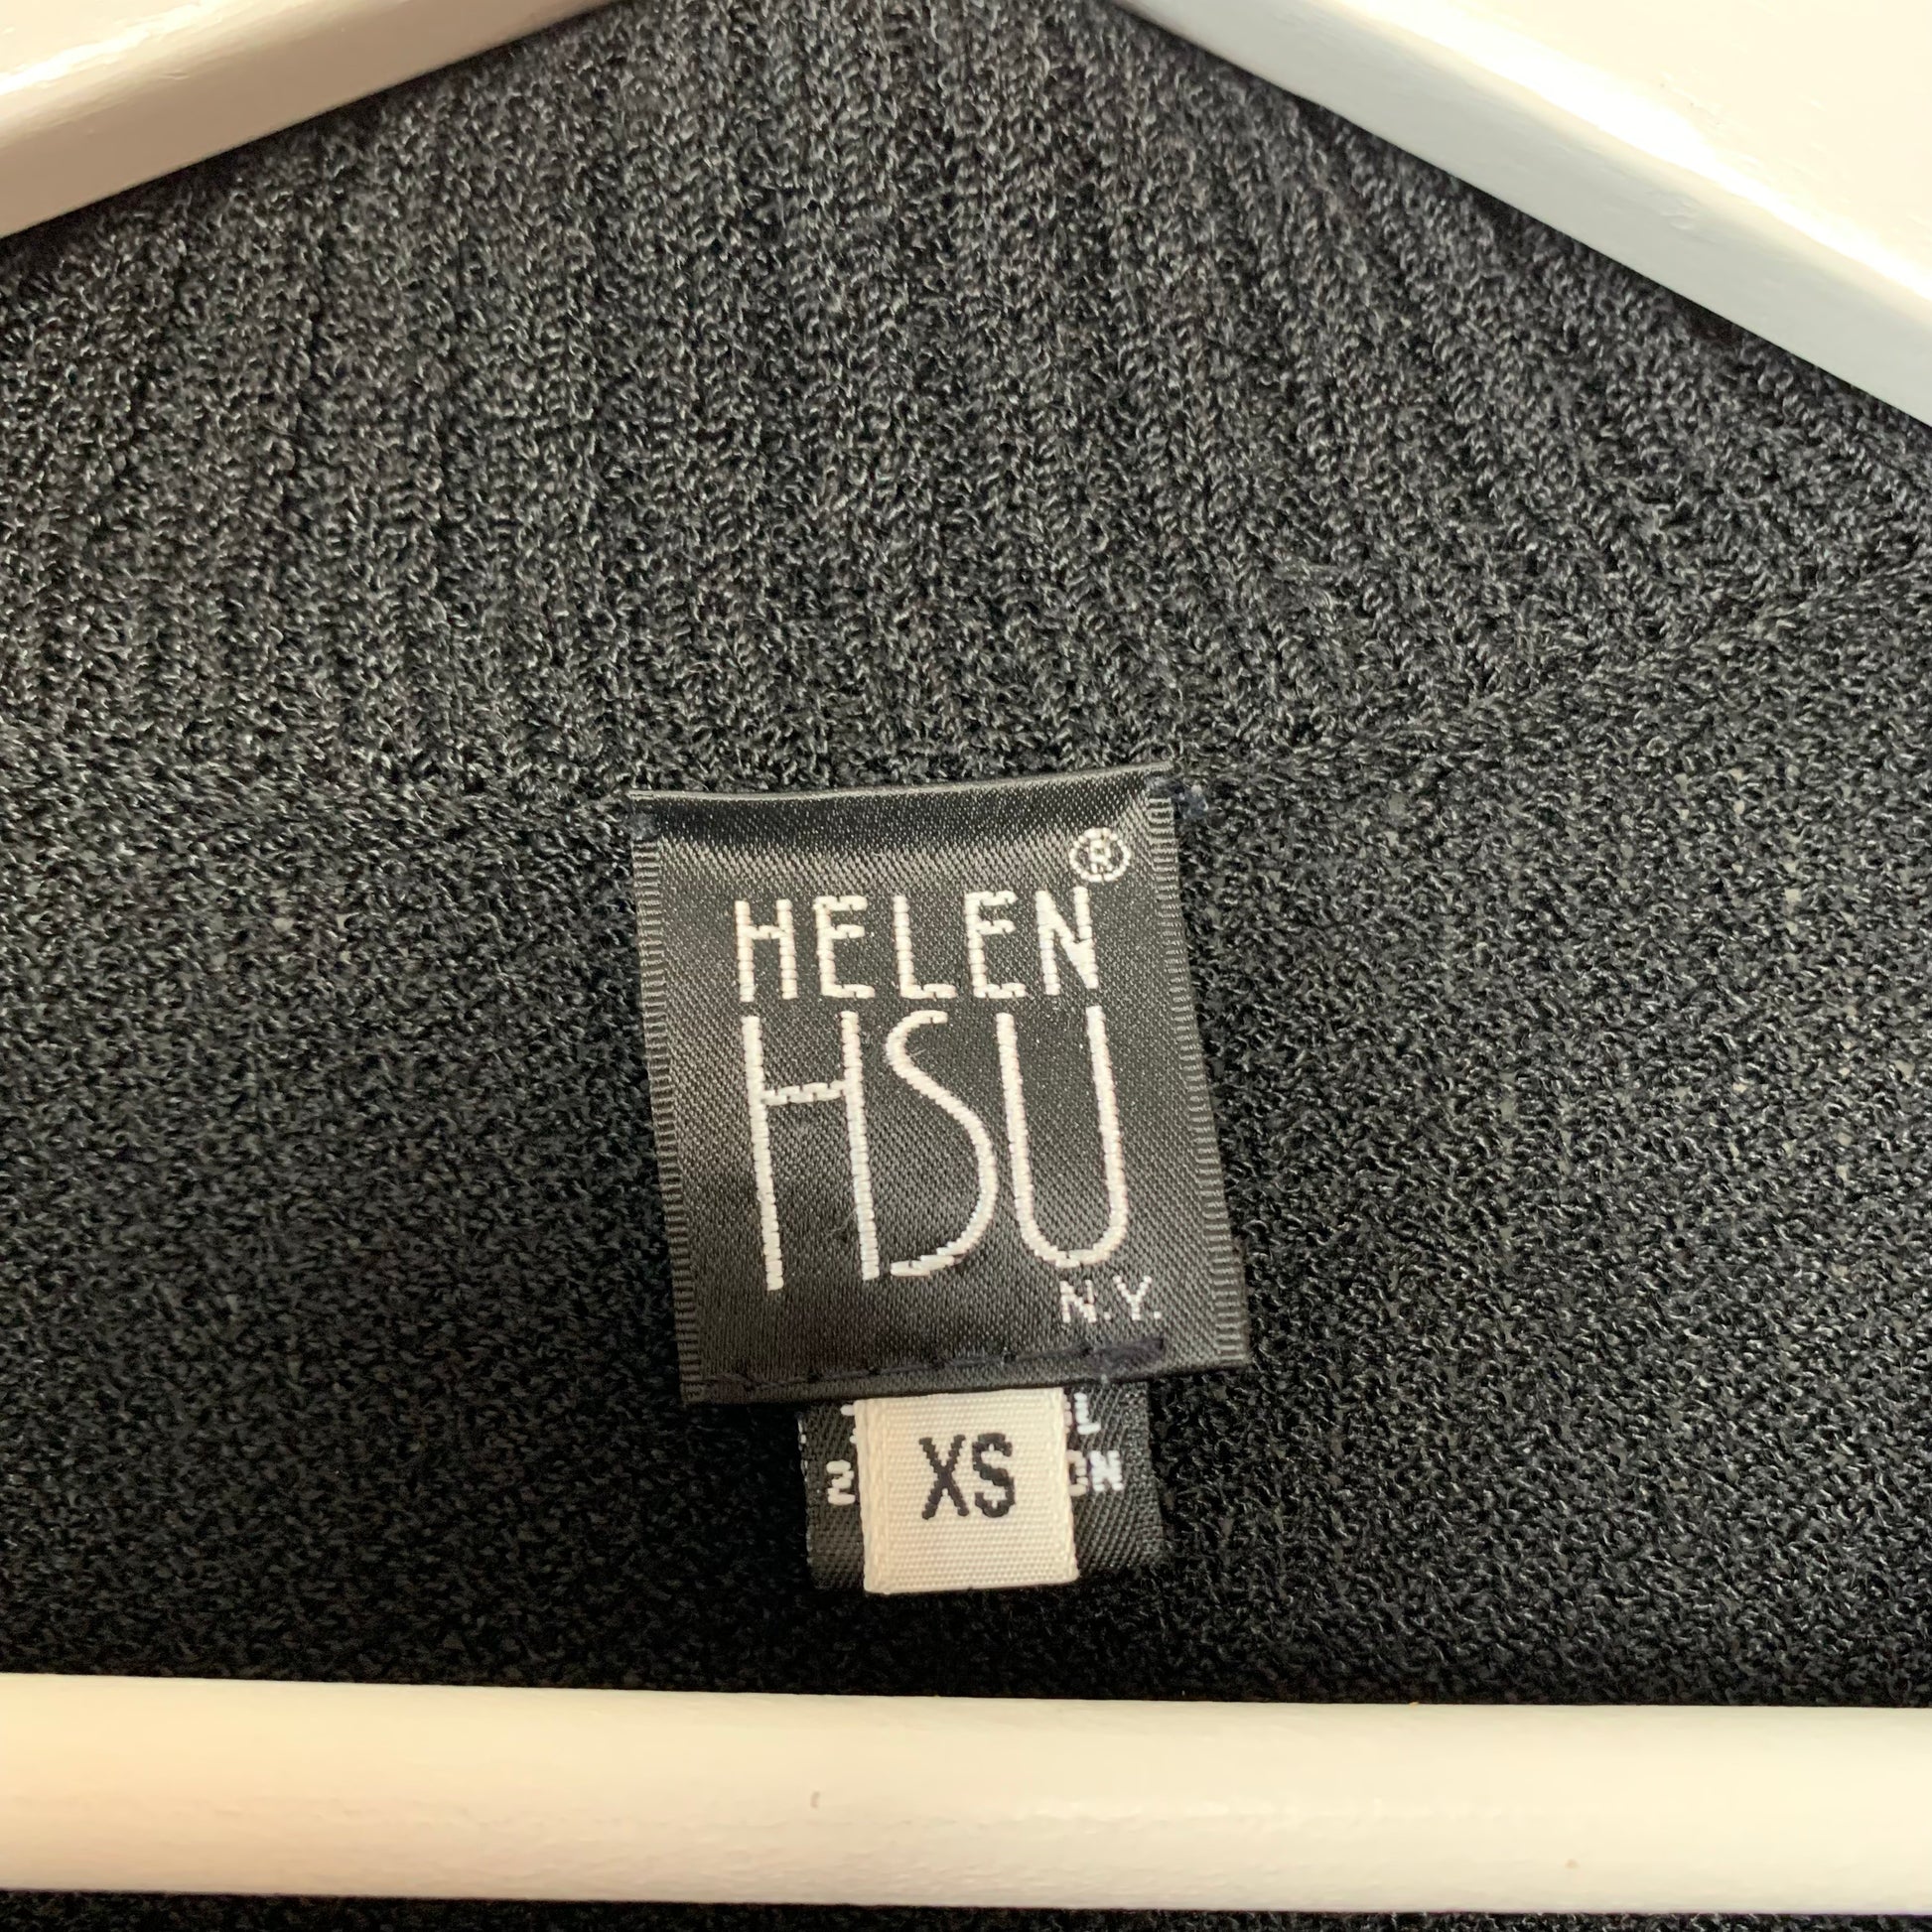 HELEN®
HSU
N.Y.
XS